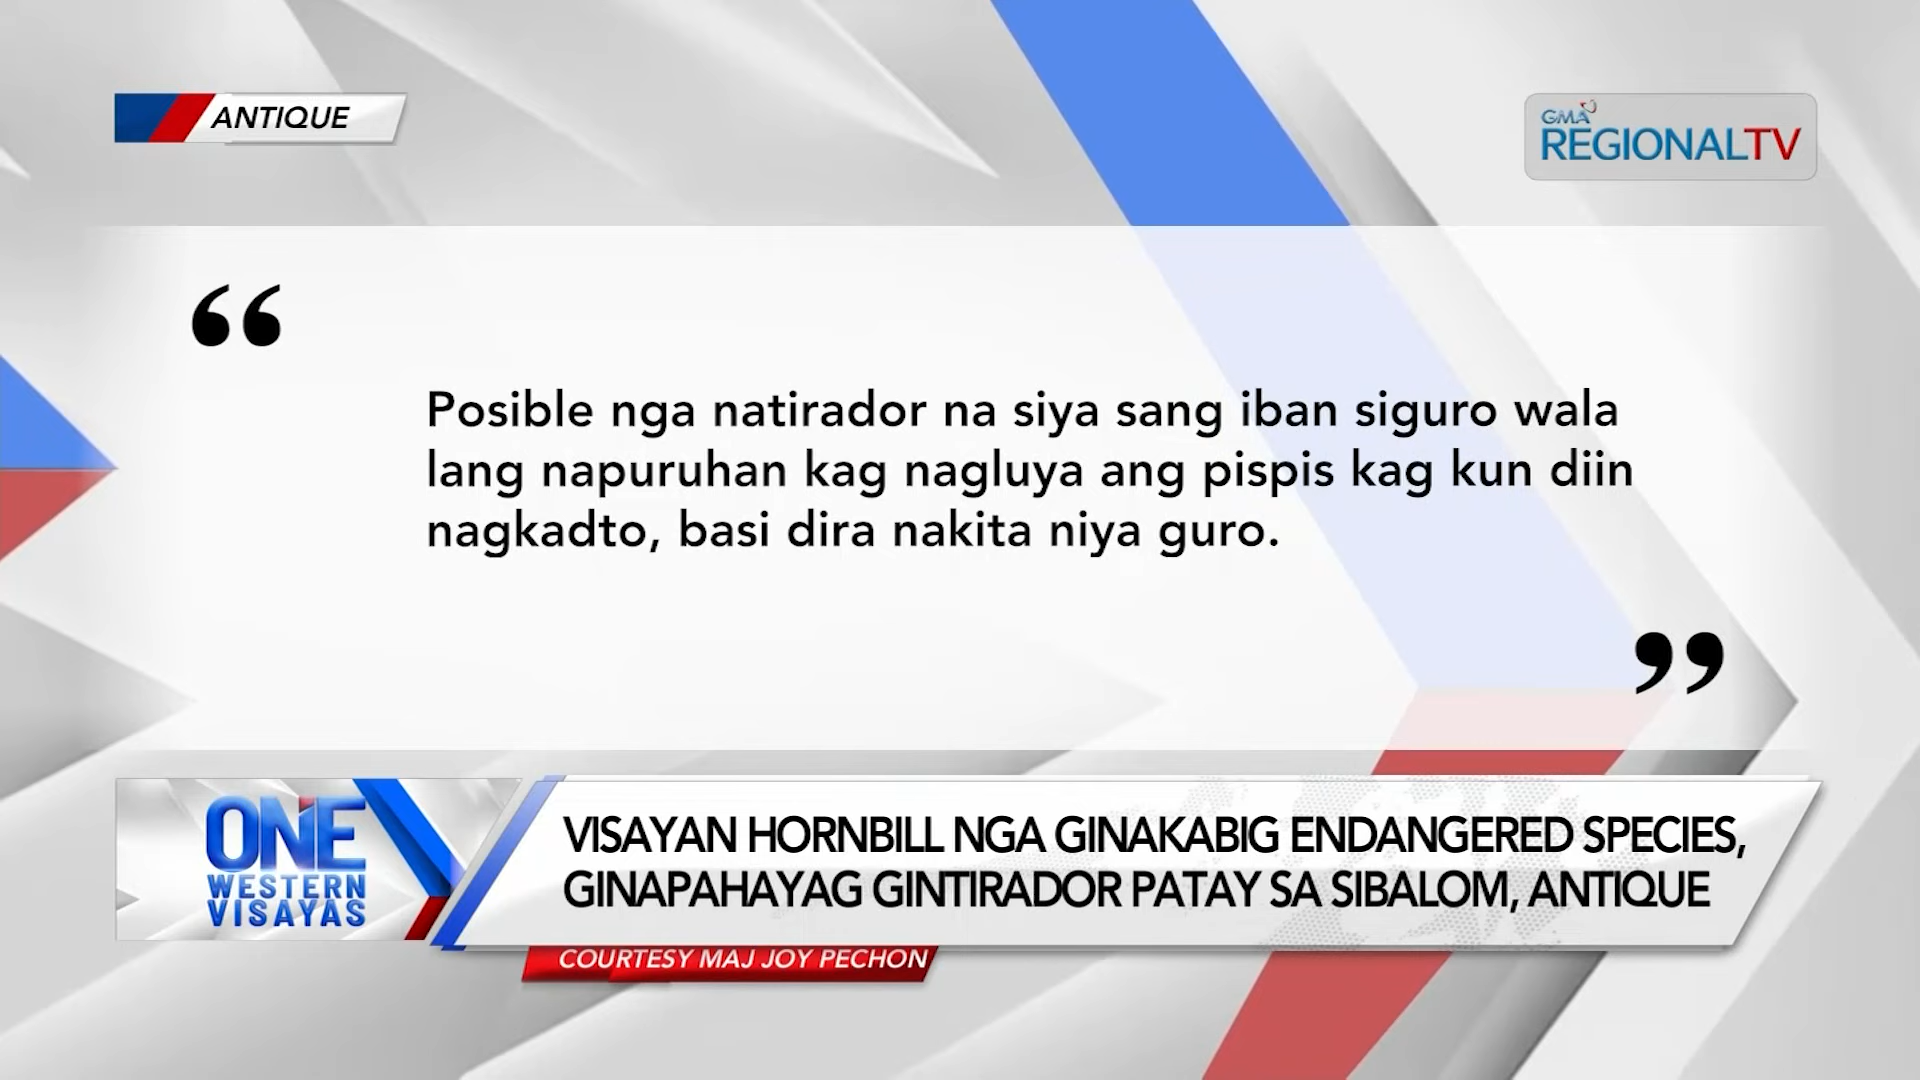 ANTIQUE
GMA
REGIONALTV
“
Posible nga natirador na siya sang iban siguro wala
lang napuruhan kag nagluya ang pispis kag kun diin
nagkadto, basi dira nakita niya guro.
”
ONE
WESTERN
VISAYAS
VISAYAN HORNBILL NGA GINAKABIG ENDANGERED SPECIES,
GINAPAHAYAG GINTIRADOR PATAY SA SIBALOM, ANTIQUE
COURTESY MAJ JOY PECHON